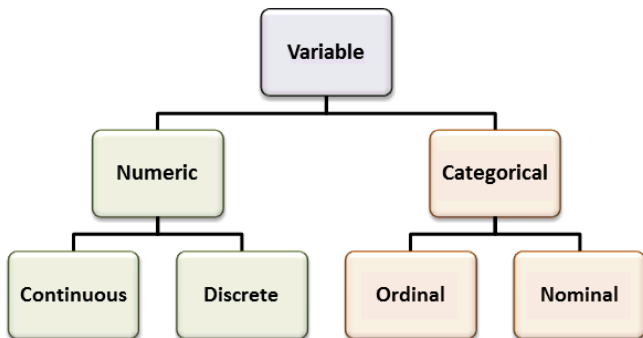 Variable
Numeric
Categorical
Continuous
Discrete
Ordinal
Nominal